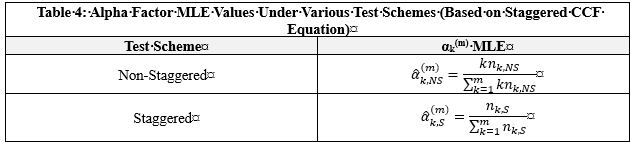 Table 4: Alpha Factor MLE Values Under Various Test Schemes (Based on Staggered CCF
Equation)¤
Test·Scheme¤ αₖ⁽ᵐ⁾·MLE¤
Non-Staggered¤ α̂ₖ,NS⁽ᵐ⁾ = knₖ,NS / ∑ₖ₌₁ᵐ knₖ,NS ¤
Staggered¤ α̂ₖ,S⁽ᵐ⁾ = nₖ,S / ∑ₖ₌₁ᵐ nₖ,S ¤